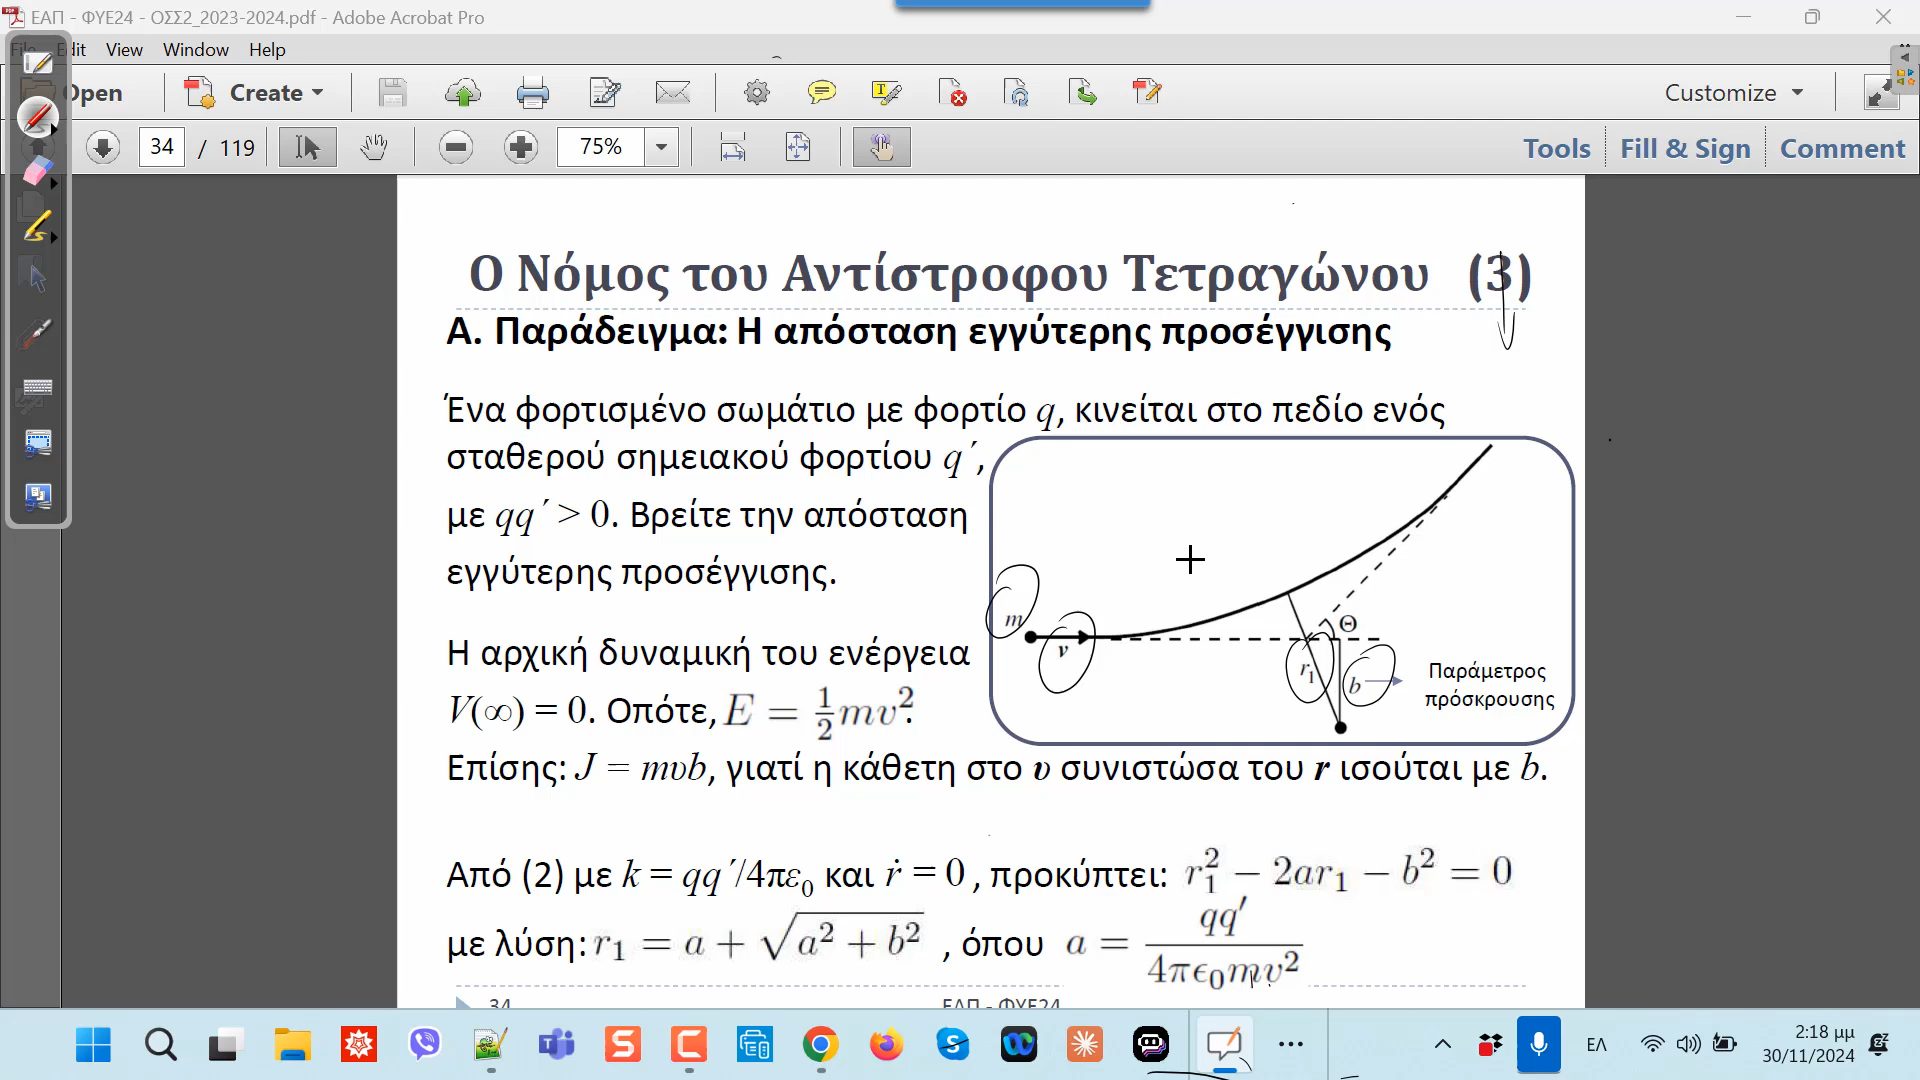 ΕΑΠ - ΦΥΕ24 - ΟΣΣ2_2023-2024.pdf - Adobe Acrobat Pro
File Edit View Window Help
Open Create Customize
34 / 119 75% Tools Fill & Sign Comment
Ο Νόμος του Αντίστροφου Τετραγώνου (3)
Α. Παράδειγμα: Η απόσταση εγγύτερης προσέγγισης
Ένα φορτισμένο σωμάτιο με φορτίο q, κινείται στο πεδίο ενός
σταθερού σημειακού φορτίου q΄,
με qq΄ > 0. Βρείτε την απόσταση
εγγύτερης προσέγγισης.
m
v
Θ
r₁
b
Παράμετρος
πρόσκρουσης
Η αρχική δυναμική του ενέργεια
V(∞) = 0. Οπότε, E = ½mv².
Επίσης: J = mυb, γιατί η κάθετη στο υ συνιστώσα του r ισούται με b.
Από (2) με k = qq΄/4πε₀ και ṙ = 0 , προκύπτει: r₁² − 2ar₁ − b² = 0
με λύση: r₁ = a + √(a² + b²) , όπου a = qq′ / 4πϵ₀mv²
34 ΕΑΠ - ΦΥΕ24
ΕΛ
2:18 μμ
30/11/2024